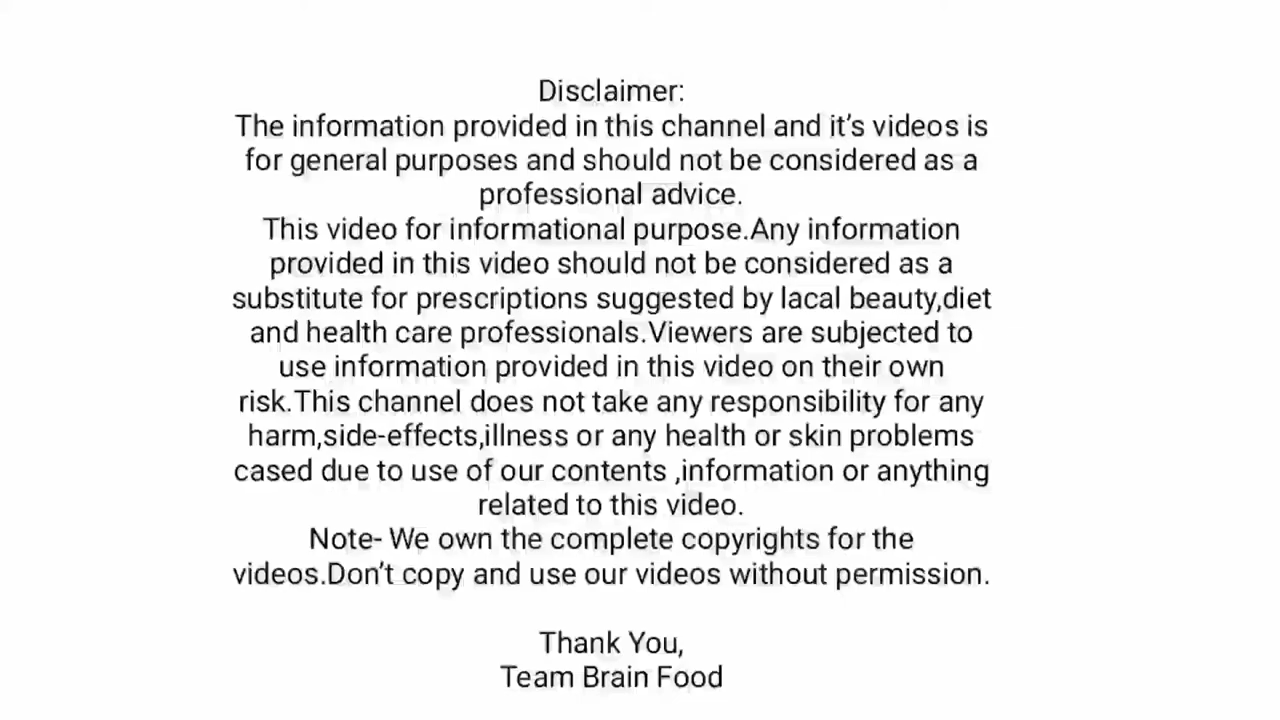 Disclaimer:
The information provided in this channel and it's videos is
for general purposes and should not be considered as a
professional advice.
This video for informational purpose.Any information
provided in this video should not be considered as a
substitute for prescriptions suggested by lacal beauty,diet
and health care professionals.Viewers are subjected to
use information provided in this video on their own
risk.This channel does not take any responsibility for any
harm,side-effects,illness or any health or skin problems
cased due to use of our contents ,information or anything
related to this video.
Note- We own the complete copyrights for the
videos.Don't copy and use our videos without permission.
Thank You,
Team Brain Food